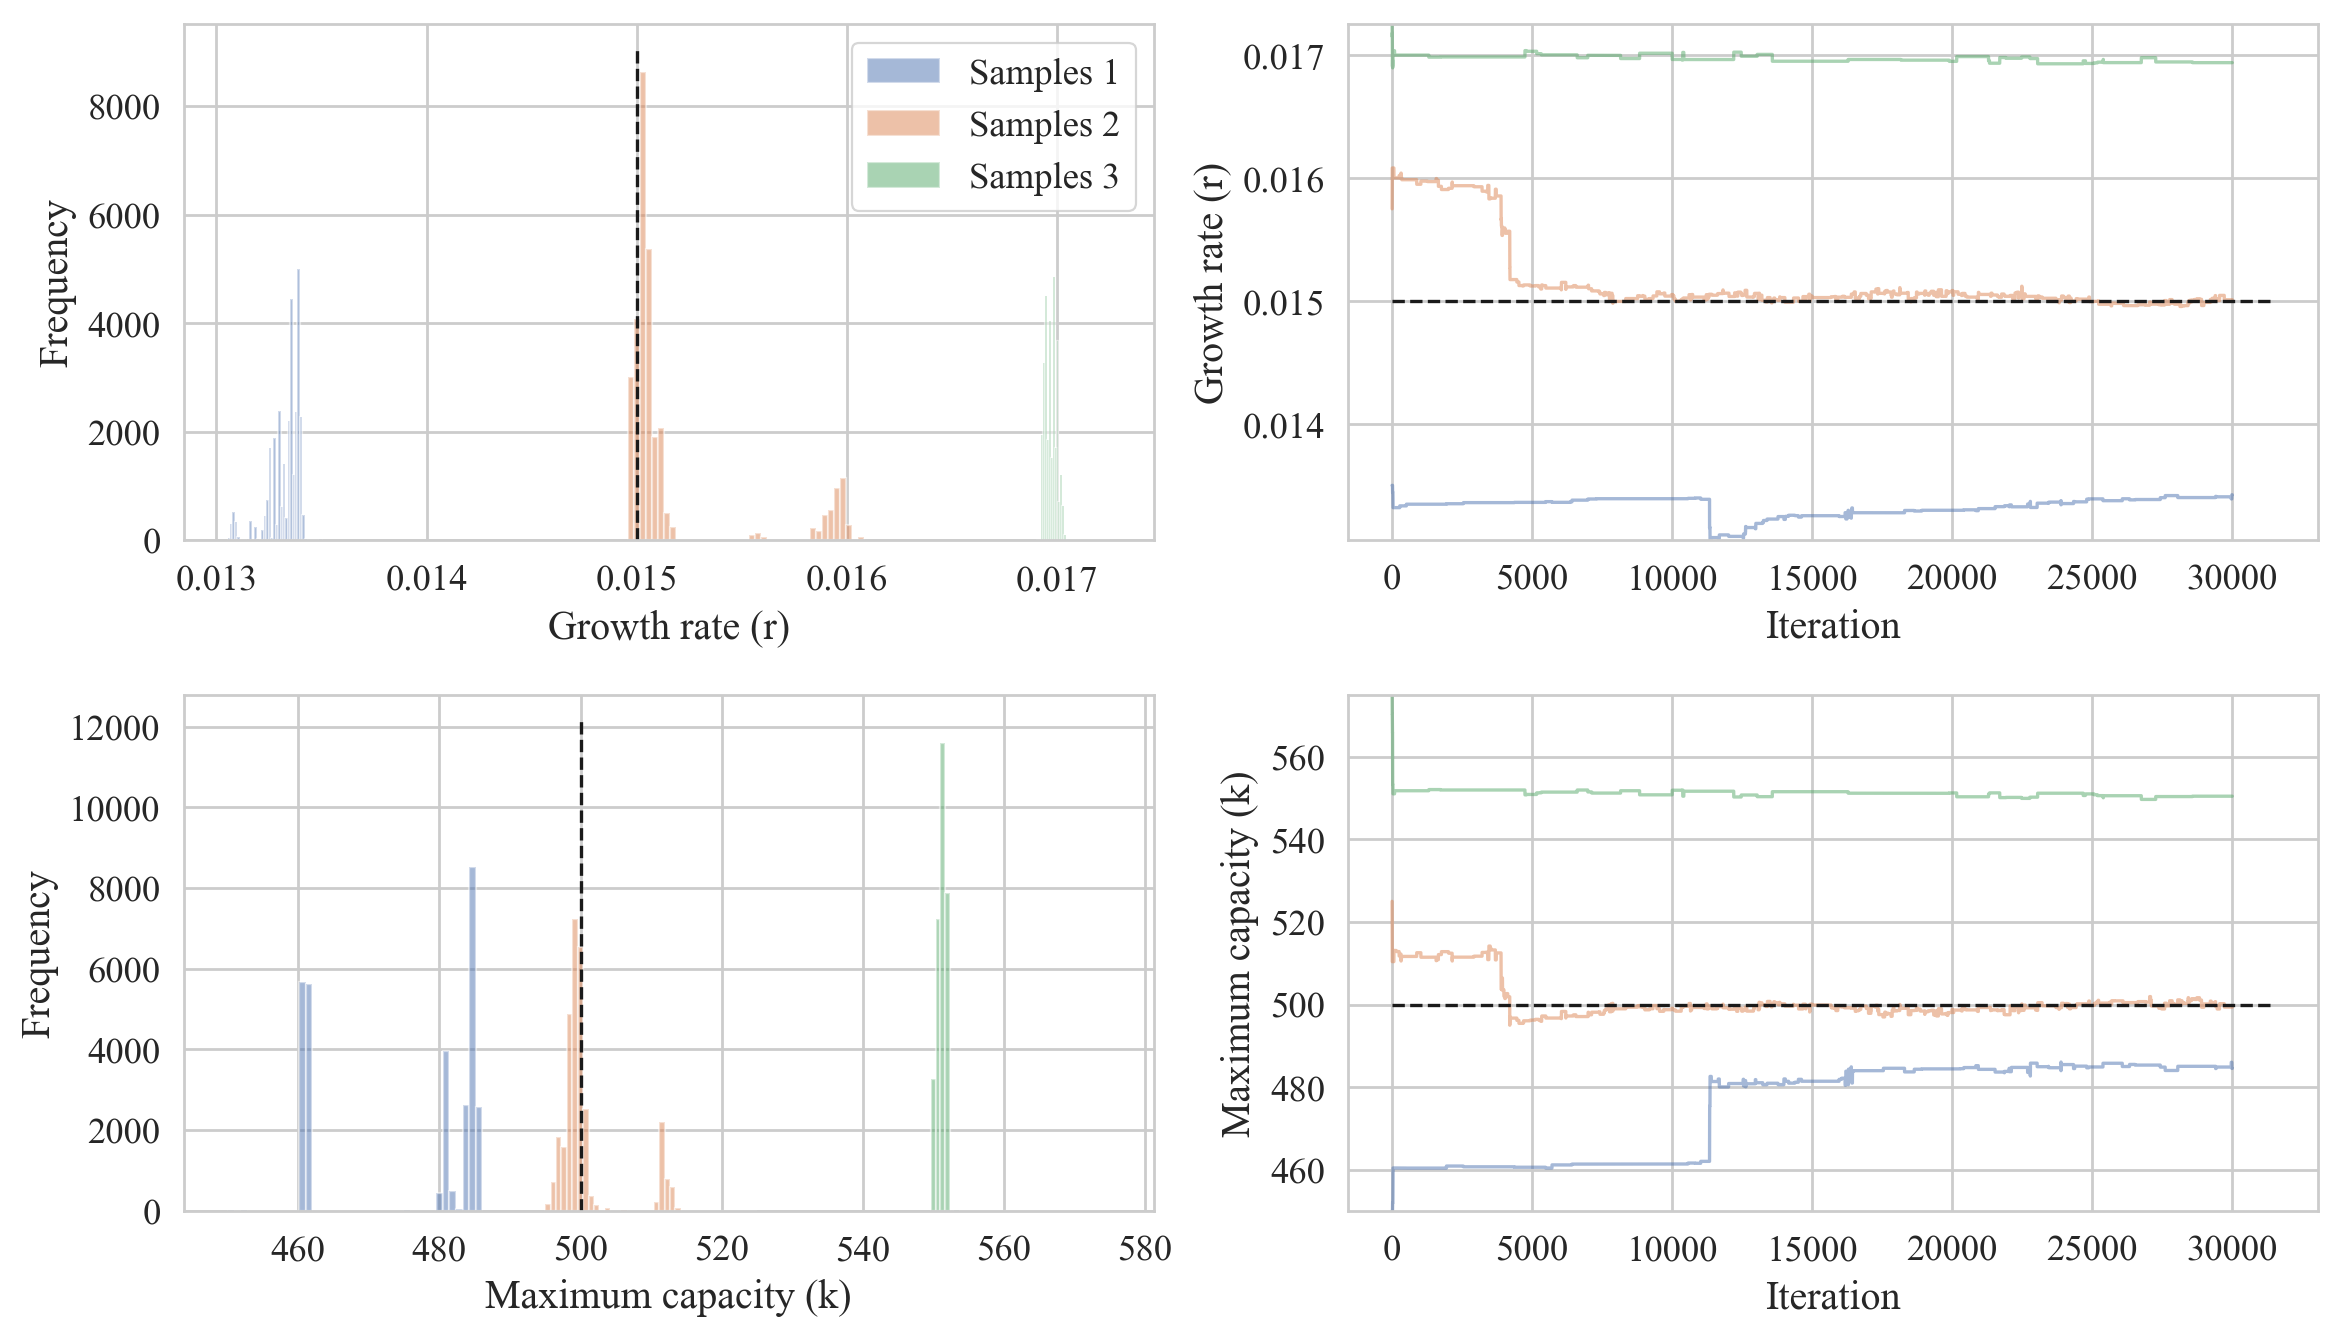 8000
6000
4000
2000
0
Frequency
Samples 1
Samples 2
Samples 3
0.013 0.014 0.015 0.016 0.017
Growth rate (r)
0.017
0.016
0.015
0.014
Growth rate (r)
0 5000 10000 15000 20000 25000 30000
Iteration
12000
10000
8000
6000
4000
2000
0
Frequency
460 480 500 520 540 560 580
Maximum capacity (k)
560
540
520
500
480
460
Maximum capacity (k)
0 5000 10000 15000 20000 25000 30000
Iteration